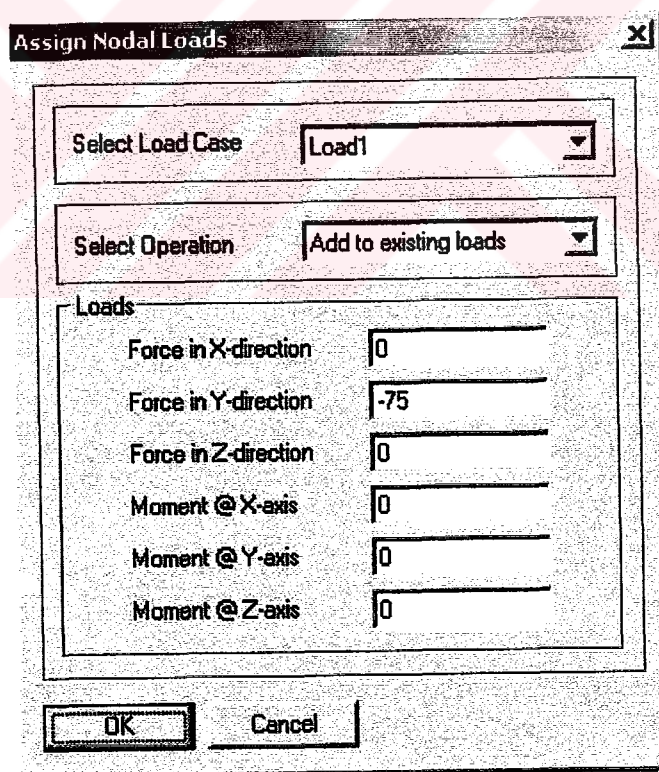 Assign Nodal Loads
Select Load Case Load1
Select Operation Add to existing loads
Loads
Force in X-direction 0
Force in Y-direction -75
Force in Z-direction 0
Moment @ X-axis 0
Moment @ Y-axis 0
Moment @ Z-axis 0
OK Cancel